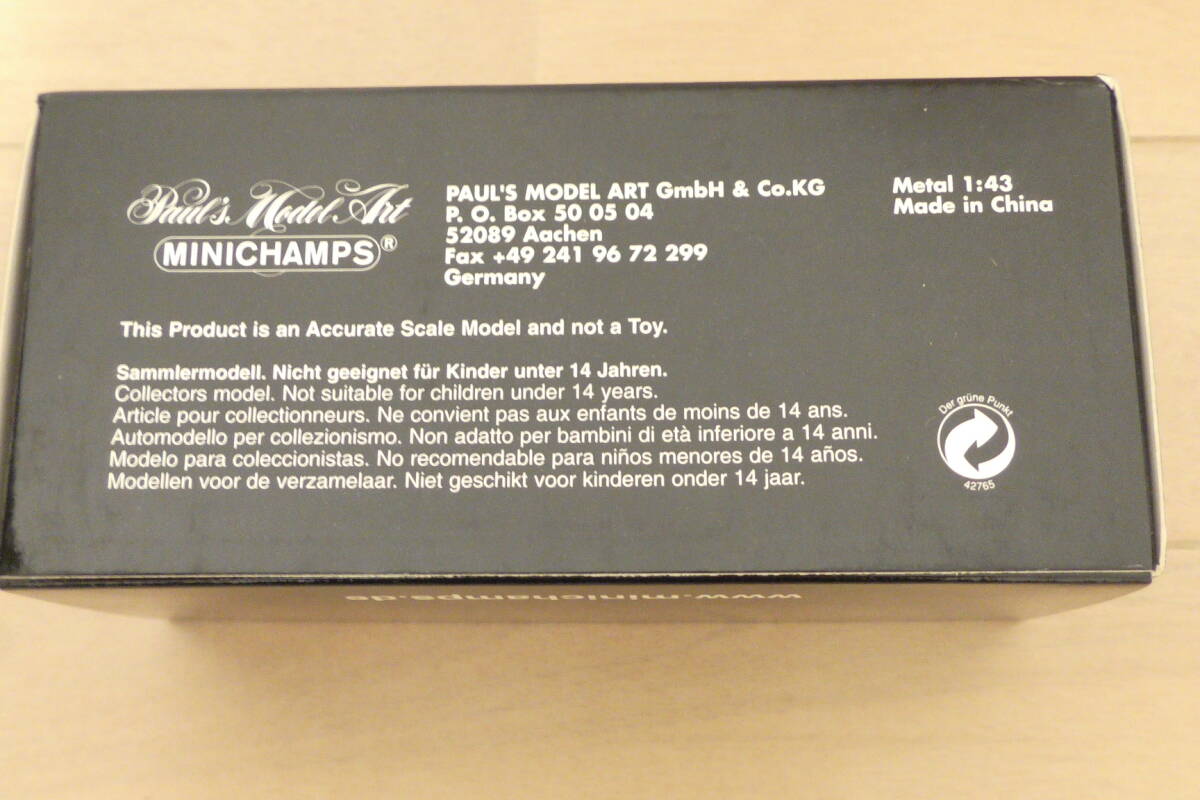 Paul's Model Art
MINICHAMPS®
PAUL'S MODEL ART GmbH & Co.KG
P. O. Box 50 05 04
52089 Aachen
Fax +49 241 96 72 299
Germany
Metal 1:43
Made in China
This Product is an Accurate Scale Model and not a Toy.
Sammlermodell. Nicht geeignet für Kinder unter 14 Jahren.
Collectors model. Not suitable for children under 14 years.
Article pour collectionneurs. Ne convient pas aux enfants de moins de 14 ans.
Automodello per collezionismo. Non adatto per bambini di età inferiore a 14 anni.
Modelo para coleccionistas. No recomendable para niños menores de 14 años.
Modellen voor de verzamelaar. Niet geschikt voor kinderen onder 14 jaar.
Der grüne Punkt
42765
www.minichamps.de